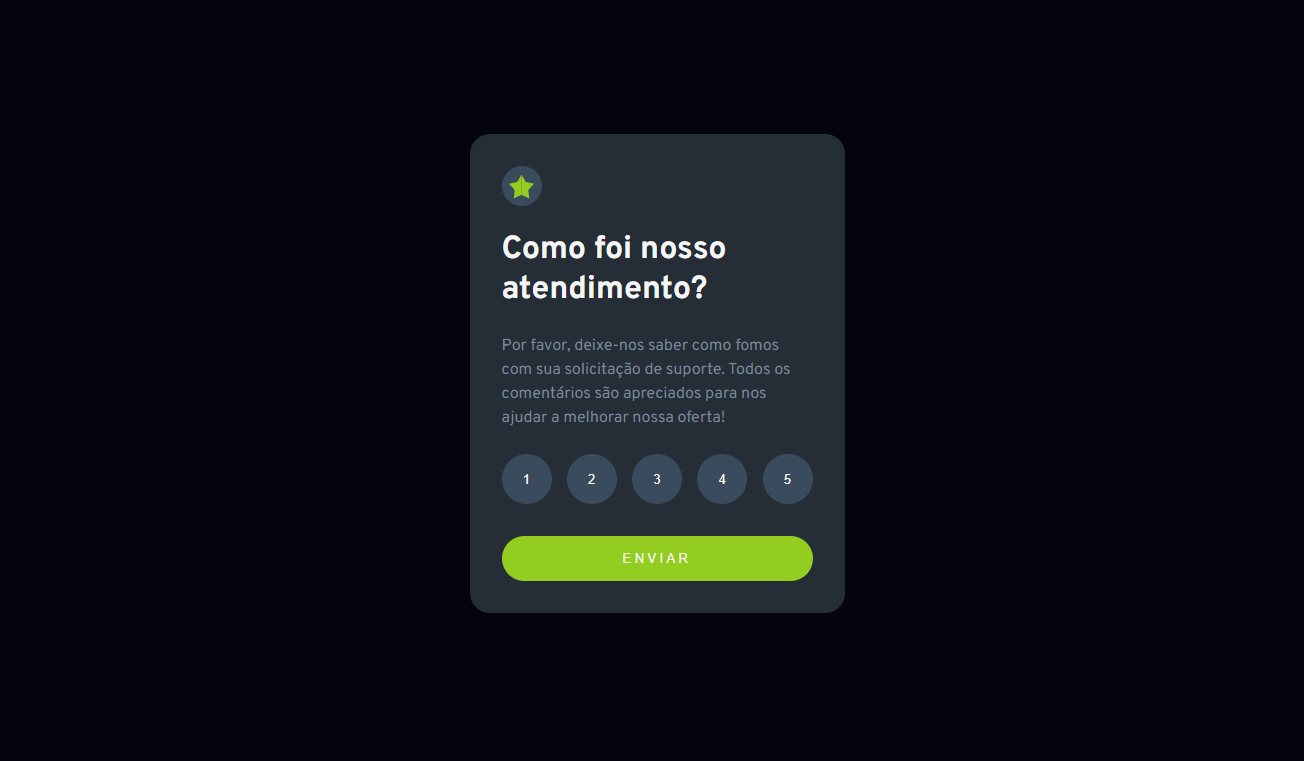 Como foi nosso
atendimento?
Por favor, deixe-nos saber como fomos
com sua solicitação de suporte. Todos os
comentários são apreciados para nos
ajudar a melhorar nossa oferta!
1 2 3 4 5
ENVIAR